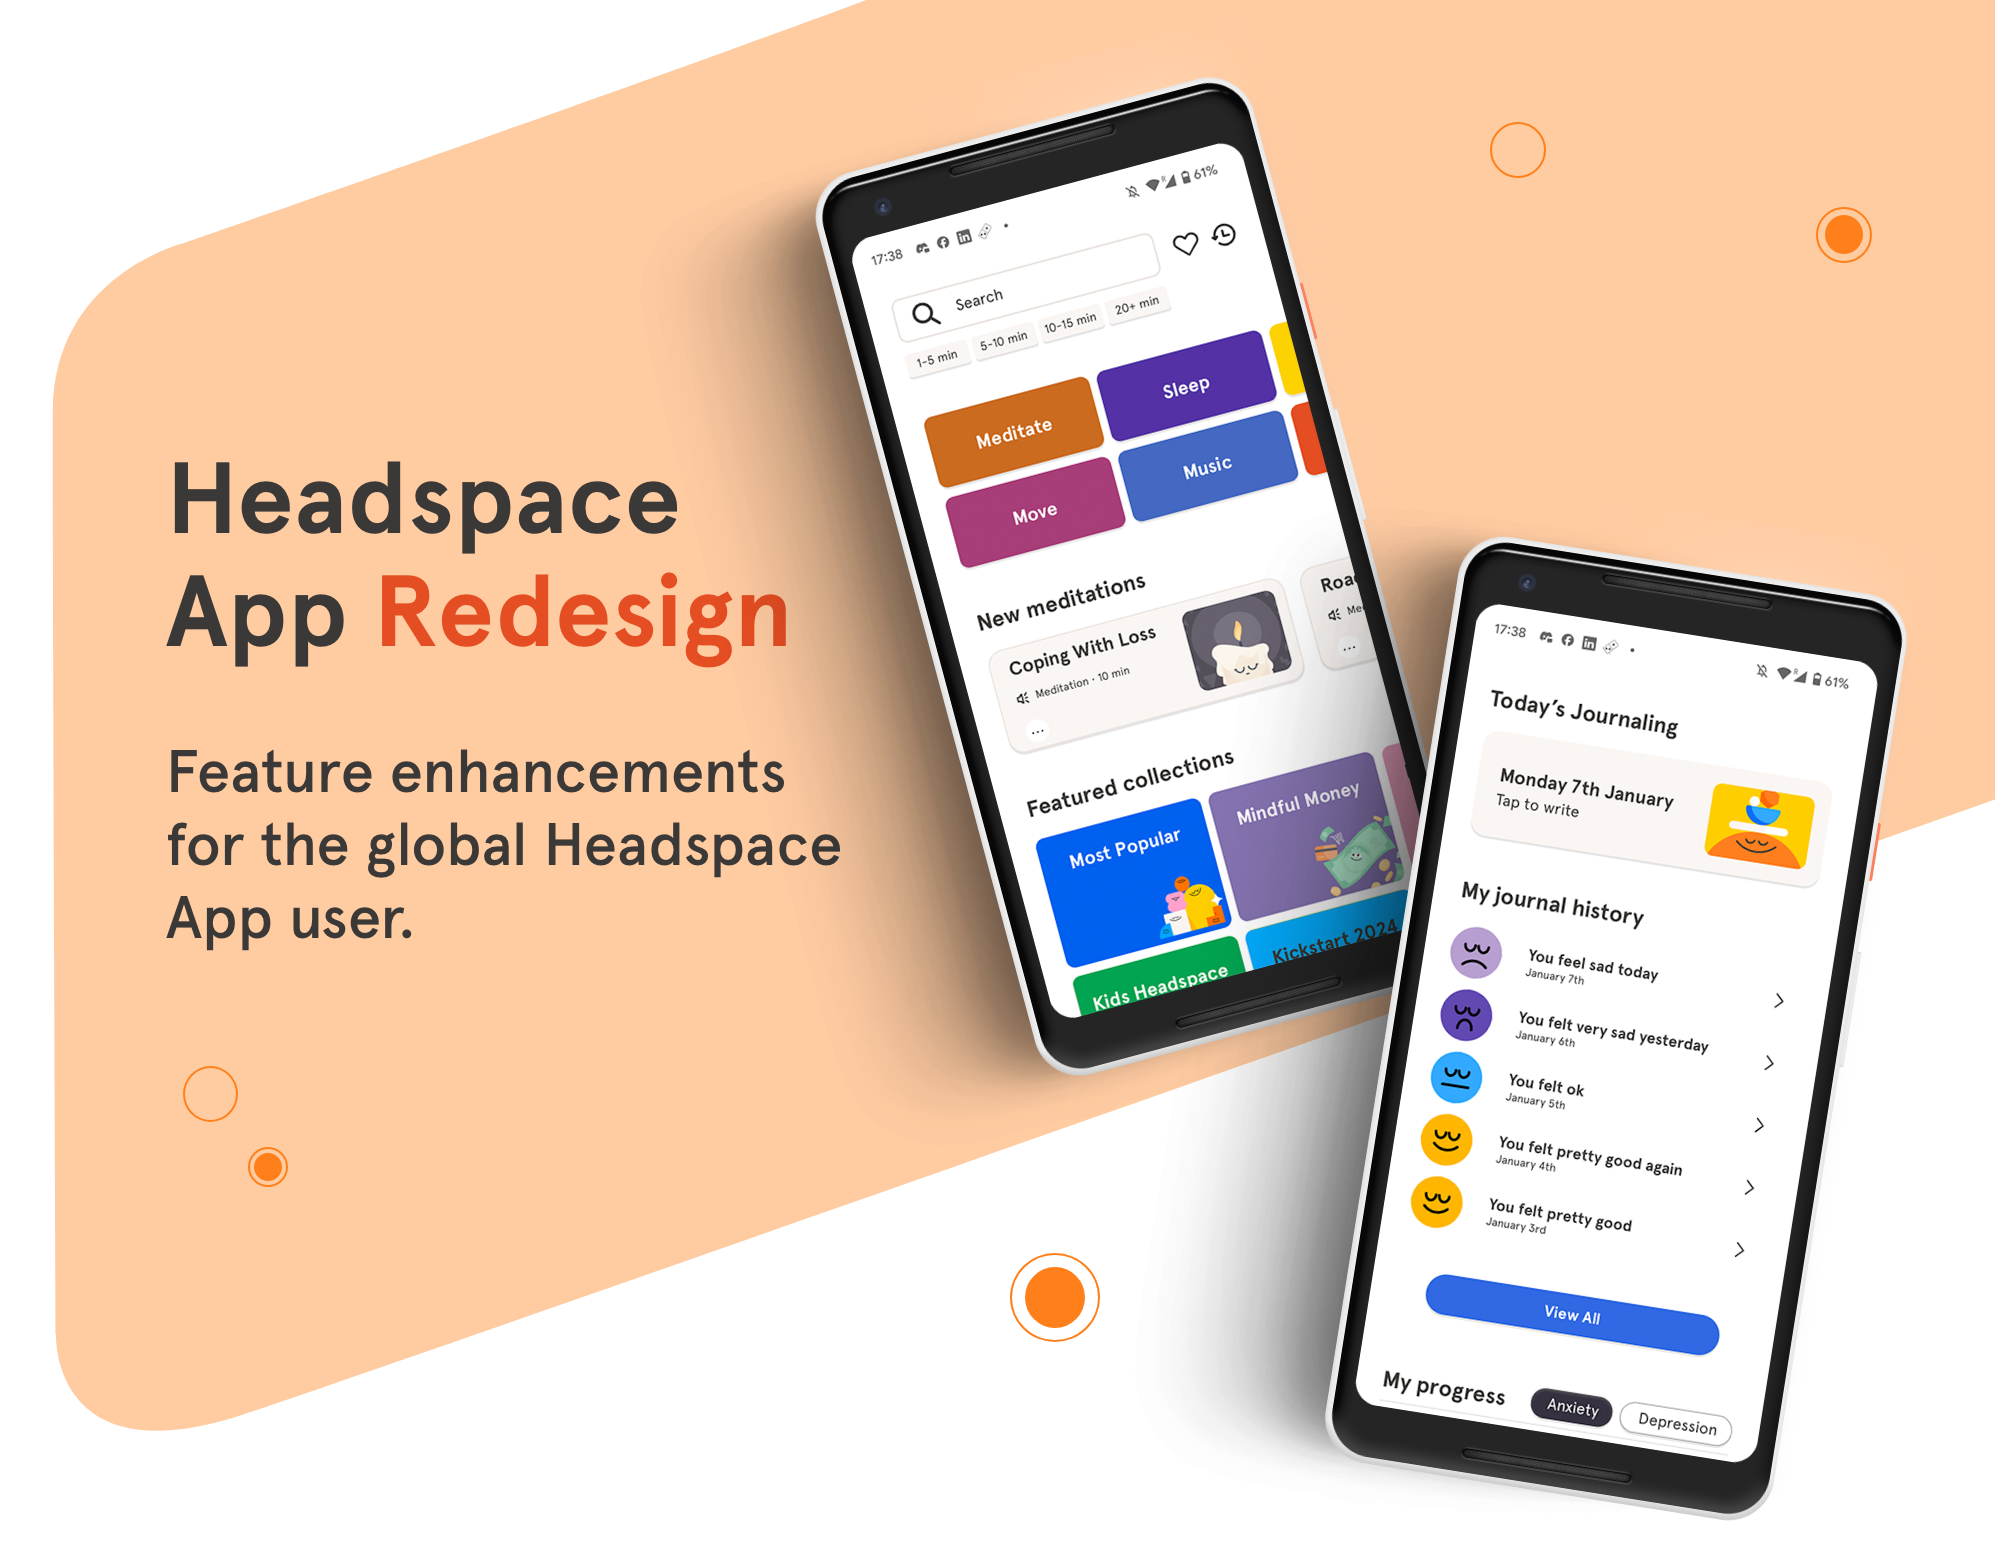 Headspace
App Redesign
Feature enhancements
for the global Headspace
App user.
17:38
61%
Search
1-5 min
5-10 min
10-15 min
20+ min
Meditate
Sleep
Move
Music
New meditations
Coping With Loss
Meditation · 10 min
...
...
Featured collections
Most Popular
Mindful Money
Kids Headspace
Kickstart 2024
17:38
61%
Today's Journaling
Monday 7th January
Tap to write
My journal history
You feel sad today
January 7th
You felt very sad yesterday
January 6th
You felt ok
January 5th
You felt pretty good again
January 4th
You felt pretty good
January 3rd
View All
My progress
Anxiety
Depression